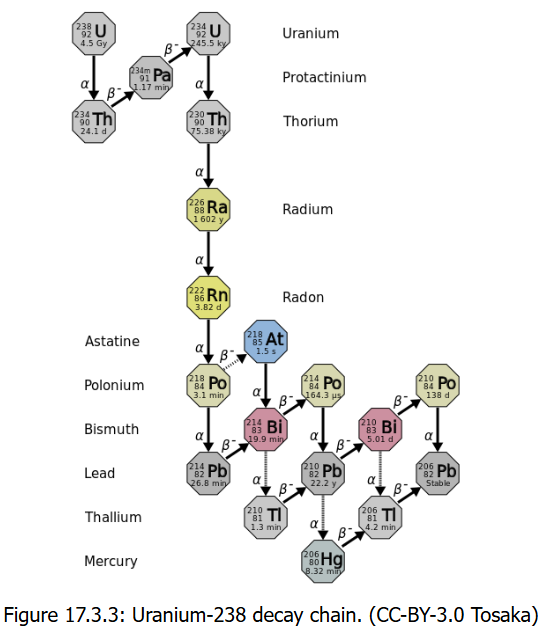 238 92 U 4.5 Gy
234 92 U 245.5 ky
Uranium
β⁻
234m 91 Pa 1.17 min
Protactinium
α
β⁻
α
234 90 Th 24.1 d
230 90 Th 75.38 ky
Thorium
α
226 88 Ra 1 602 y
Radium
α
222 86 Rn 3.82 d
Radon
α
β⁻
Astatine
218 85 At 1.5 s
Polonium
218 84 Po 3.1 min
α
214 84 Po 164.3 µs
210 84 Po 138 d
β⁻
β⁻
Bismuth
α
214 83 Bi 19.9 min
α
210 83 Bi 5.01 d
α
β⁻
β⁻
Lead
214 82 Pb 26.8 min
α
210 82 Pb 22.2 y
α
206 82 Pb Stable
β⁻
β⁻
Thallium
210 81 Tl 1.3 min
α
206 81 Tl 4.2 min
β⁻
Mercury
206 80 Hg 8.32 min
Figure 17.3.3: Uranium-238 decay chain. (CC-BY-3.0 Tosaka)